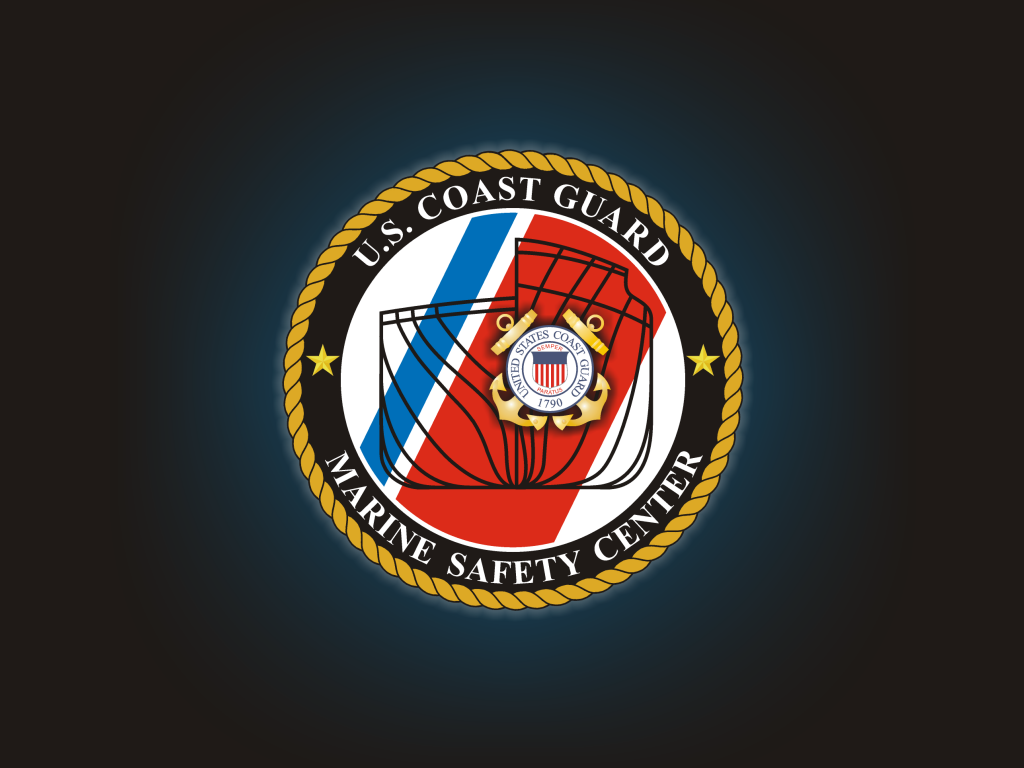 U.S. COAST GUARD
UNITED STATES COAST GUARD
SEMPER
PARATUS
1790
MARINE SAFETY CENTER